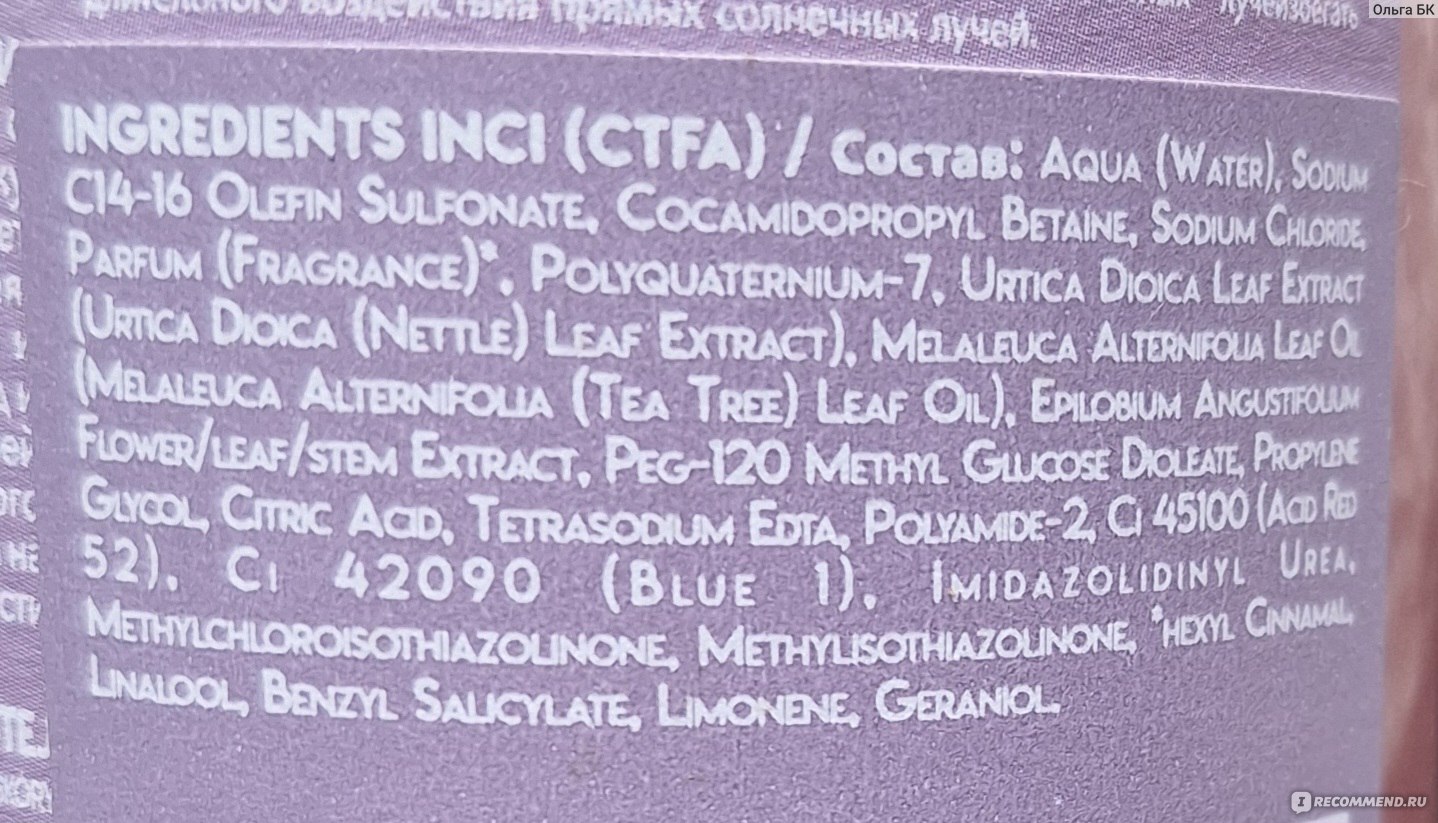 Ольга БК
длительного воздействия прямых солнечных лучей.
INGREDIENTS INCI (CTFA) / Состав: Aqua (Water), Sodium
C14-16 Olefin Sulfonate, Cocamidopropyl Betaine, Sodium Chloride,
Parfum (Fragrance)*, Polyquaternium-7, Urtica Dioica Leaf Extract
(Urtica Dioica (Nettle) Leaf Extract), Melaleuca Alternifolia Leaf Oil
(Melaleuca Alternifolia (Tea Tree) Leaf Oil), Epilobium Angustifolium
Flower/leaf/stem Extract, Peg-120 Methyl Glucose Dioleate, Propylene
Glycol, Citric Acid, Tetrasodium Edta, Polyamide-2, Ci 45100 (Acid Red
52), Ci 42090 (Blue 1), Imidazolidinyl Urea,
Methylchloroisothiazolinone, Methylisothiazolinone, *hexyl Cinnamal,
Linalool, Benzyl Salicylate, Limonene, Geraniol.
IRECOMMEND.RU